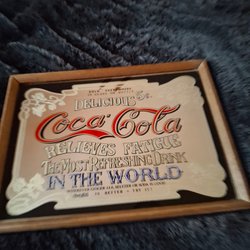 DELICIOUS &
Coca-Cola
RELIEVES FATIGUE
THE MOST REFRESHING DRINK
IN THE WORLD